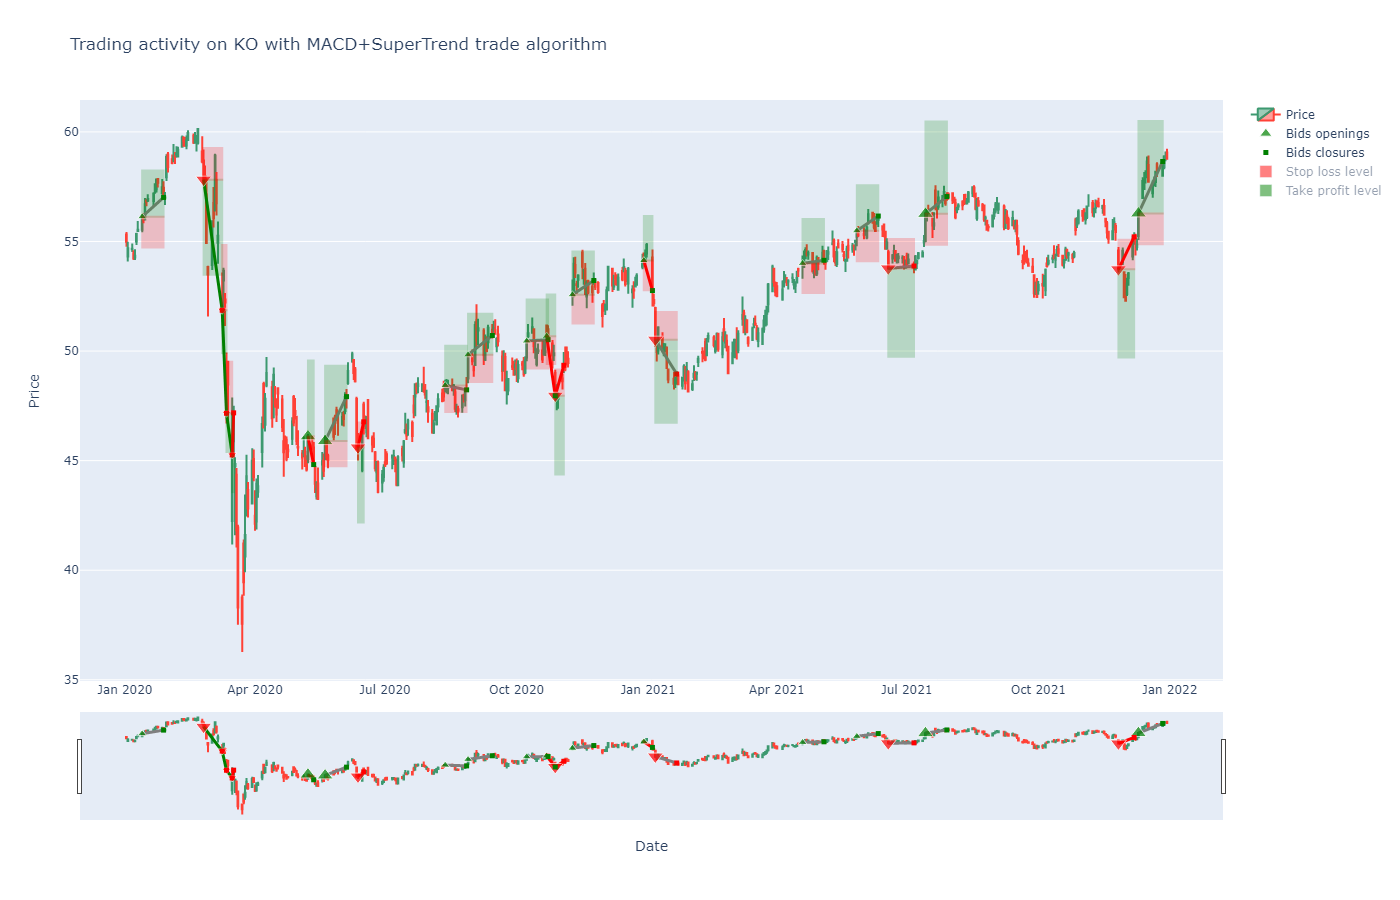 Trading activity on KO with MACD+SuperTrend trade algorithm
Price
Bids openings
Bids closures
Stop loss level
Take profit level
60
55
50
45
40
35
Price
Jan 2020
Apr 2020
Jul 2020
Oct 2020
Jan 2021
Apr 2021
Jul 2021
Oct 2021
Jan 2022
Date